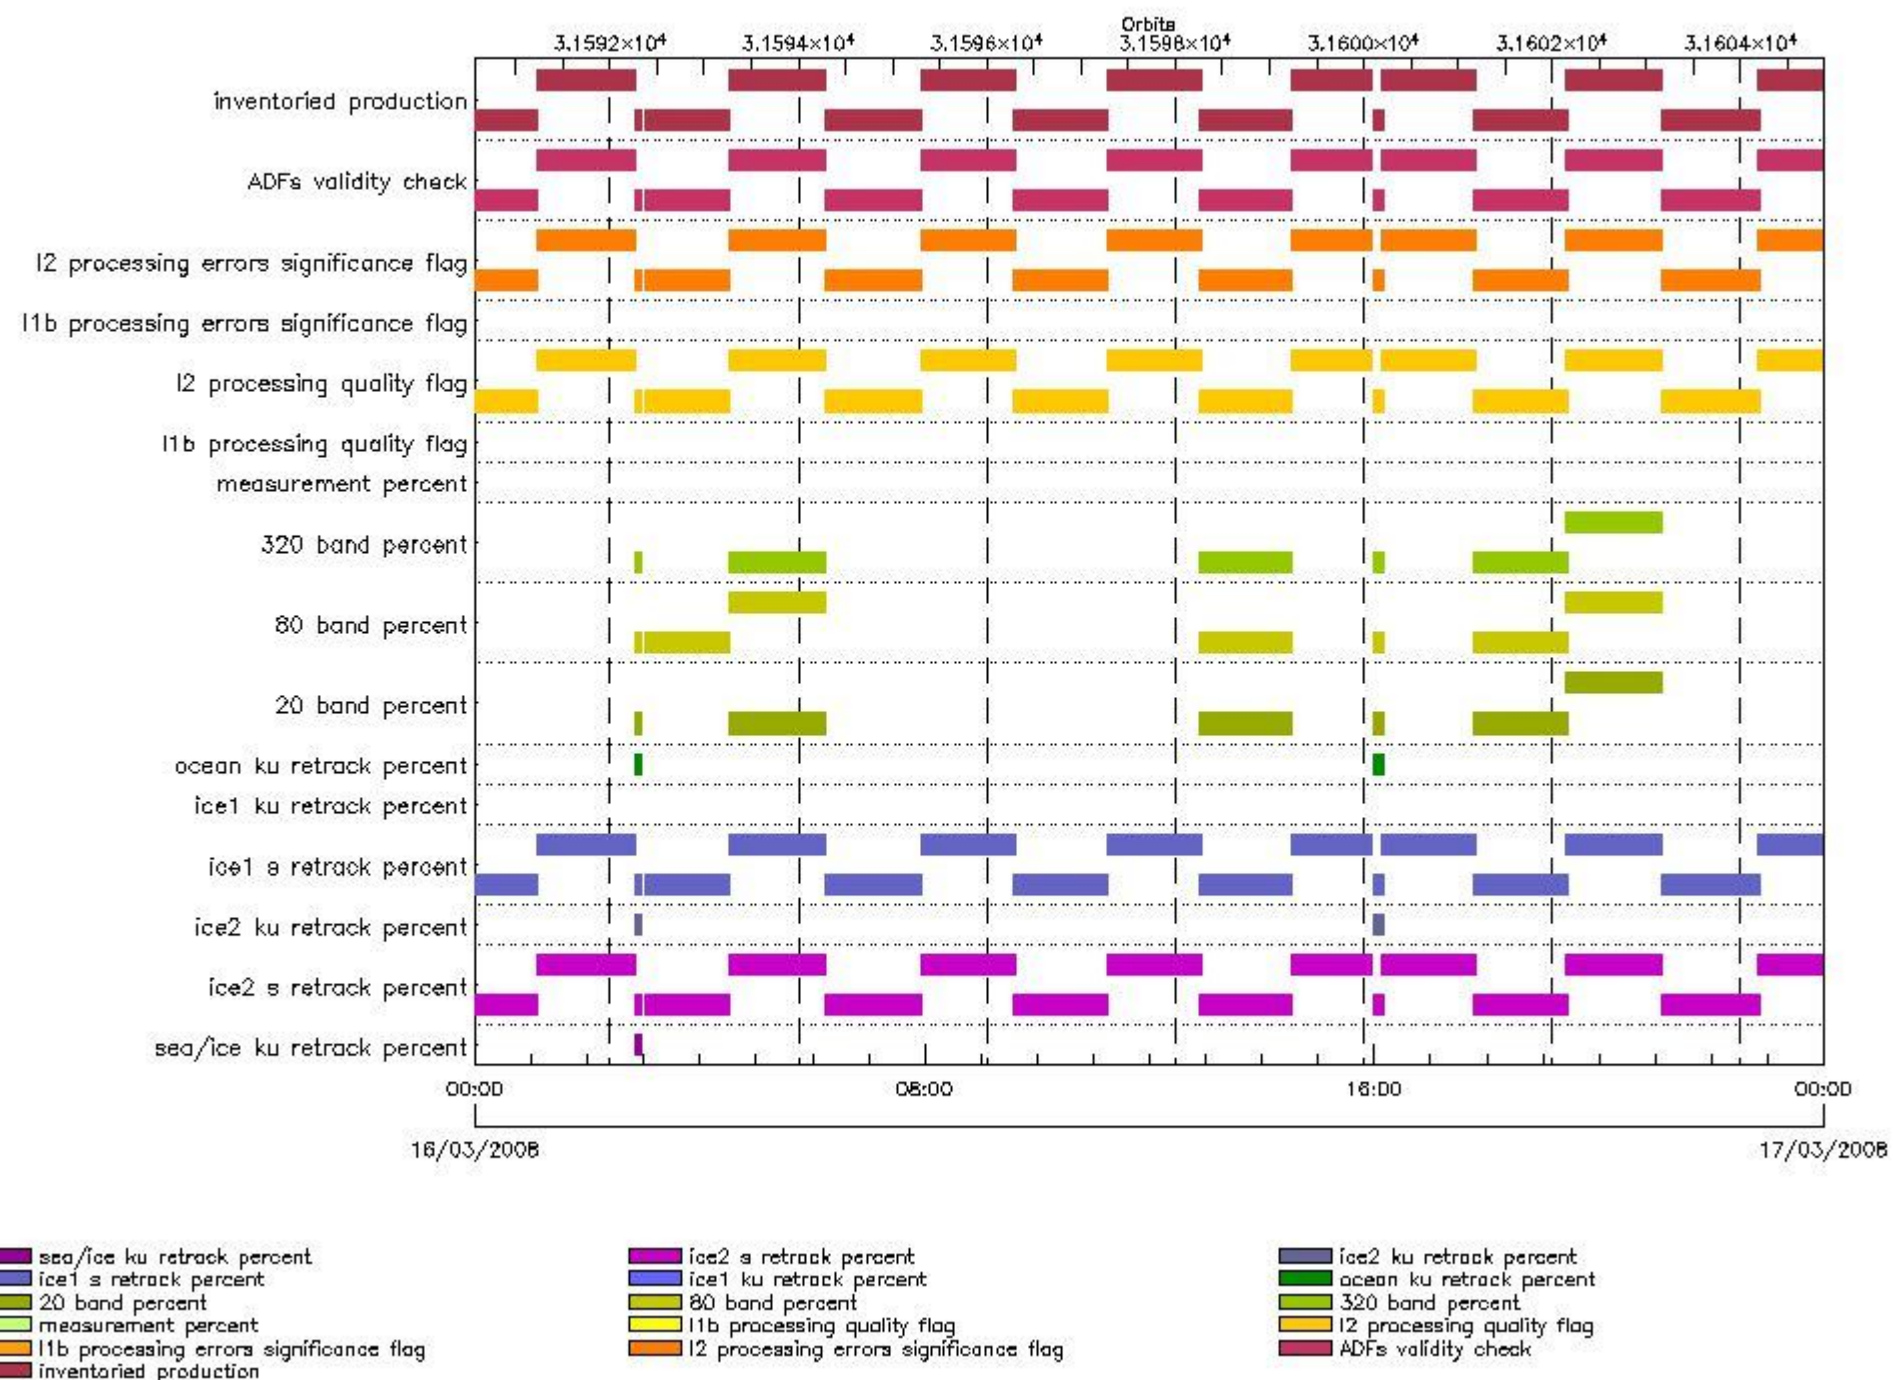 Orbits
3.1592×10⁴ 3.1594×10⁴ 3.1596×10⁴ 3.1598×10⁴ 3.1600×10⁴ 3.1602×10⁴ 3.1604×10⁴
inventoried production
ADFs validity check
l2 processing errors significance flag
l1b processing errors significance flag
l2 processing quality flag
l1b processing quality flag
measurement percent
320 band percent
80 band percent
20 band percent
ocean ku retrack percent
ice1 ku retrack percent
ice1 s retrack percent
ice2 ku retrack percent
ice2 s retrack percent
sea/ice ku retrack percent
00:00 08:00 16:00 00:00
16/03/2008 17/03/2008
sea/ice ku retrack percent ice2 s retrack percent ice2 ku retrack percent
ice1 s retrack percent ice1 ku retrack percent ocean ku retrack percent
20 band percent 80 band percent 320 band percent
measurement percent l1b processing quality flag l2 processing quality flag
l1b processing errors significance flag l2 processing errors significance flag ADFs validity check
inventoried production